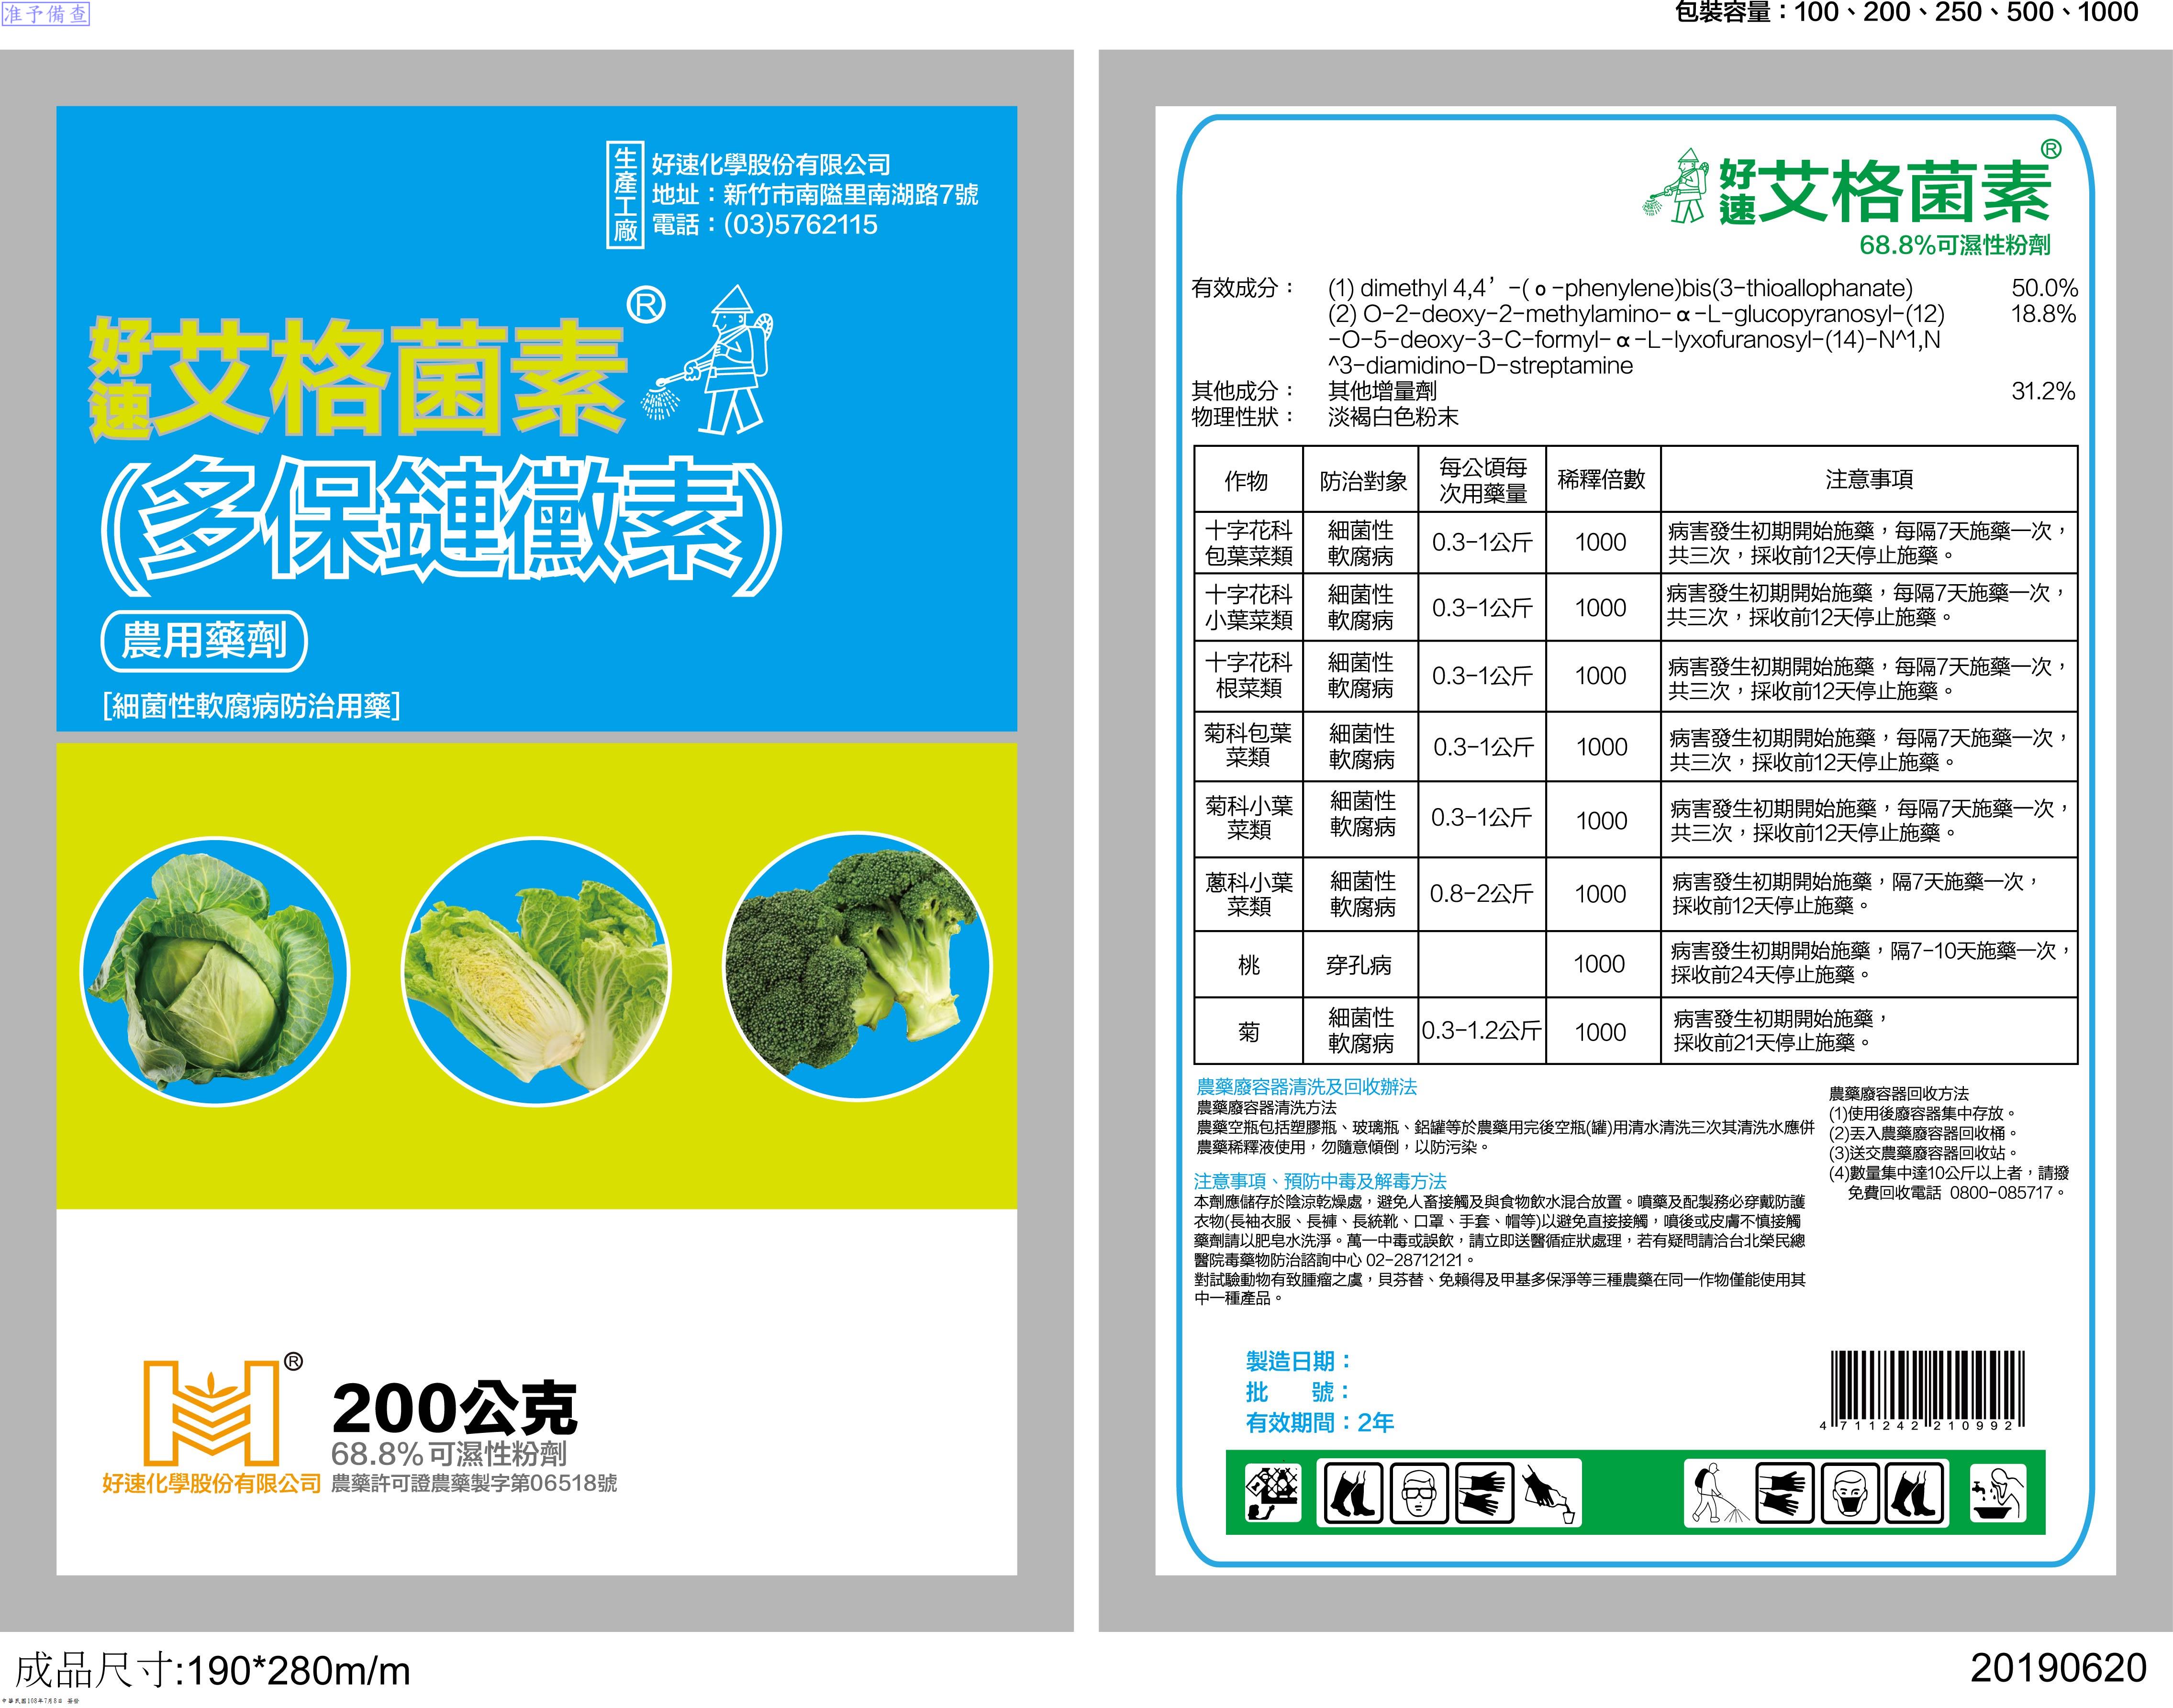 准予備查
包裝容量：100、200、250、500、1000
生產工廠
好速化學股份有限公司
地址：新竹市南隘里南湖路7號
電話：(03)5762115
好速艾格菌素®
(多保鏈黴素)
農用藥劑
[細菌性軟腐病防治用藥]
®
200公克
68.8%可濕性粉劑
好速化學股份有限公司 農藥許可證農藥製字第06518號
好速艾格菌素®
68.8%可濕性粉劑
有效成分： (1) dimethyl 4,4’-(o-phenylene)bis(3-thioallophanate) 50.0%
(2) O-2-deoxy-2-methylamino-α-L-glucopyranosyl-(12) 18.8%
-O-5-deoxy-3-C-formyl-α-L-lyxofuranosyl-(14)-N^1,N
^3-diamidino-D-streptamine
其他成分： 其他增量劑 31.2%
物理性狀： 淡褐白色粉末
作物 防治對象 每公頃每次用藥量 稀釋倍數 注意事項
十字花科包葉菜類 細菌性軟腐病 0.3-1公斤 1000 病害發生初期開始施藥，每隔7天施藥一次，
共三次，採收前12天停止施藥。
十字花科小葉菜類 細菌性軟腐病 0.3-1公斤 1000 病害發生初期開始施藥，每隔7天施藥一次，
共三次，採收前12天停止施藥。
十字花科根菜類 細菌性軟腐病 0.3-1公斤 1000 病害發生初期開始施藥，每隔7天施藥一次，
共三次，採收前12天停止施藥。
菊科包葉菜類 細菌性軟腐病 0.3-1公斤 1000 病害發生初期開始施藥，每隔7天施藥一次，
共三次，採收前12天停止施藥。
菊科小葉菜類 細菌性軟腐病 0.3-1公斤 1000 病害發生初期開始施藥，每隔7天施藥一次，
共三次，採收前12天停止施藥。
蔥科小葉菜類 細菌性軟腐病 0.8-2公斤 1000 病害發生初期開始施藥，隔7天施藥一次，
採收前12天停止施藥。
桃 穿孔病 1000 病害發生初期開始施藥，隔7-10天施藥一次，
採收前24天停止施藥。
菊 細菌性軟腐病 0.3-1.2公斤 1000 病害發生初期開始施藥，
採收前21天停止施藥。
農藥廢容器清洗及回收辦法
農藥廢容器清洗方法
農藥空瓶包括塑膠瓶、玻璃瓶、鋁罐等於農藥用完後空瓶(罐)用清水清洗三次其清洗水應併
農藥稀釋液使用，勿隨意傾倒，以防污染。
農藥廢容器回收方法
(1)使用後廢容器集中存放。
(2)丟入農藥廢容器回收桶。
(3)送交農藥廢容器回收站。
(4)數量集中達10公斤以上者，請撥
免費回收電話 0800-085717。
注意事項、預防中毒及解毒方法
本劑應儲存於陰涼乾燥處，避免人畜接觸及與食物飲水混合放置。噴藥及配製務必穿戴防護
衣物(長袖衣服、長褲、長統靴、口罩、手套、帽等)以避免直接接觸，噴後或皮膚不慎接觸
藥劑請以肥皂水洗淨。萬一中毒或誤飲，請立即送醫循症狀處理，若有疑問請洽台北榮民總
醫院毒藥物防治諮詢中心 02-28712121。
對試驗動物有致腫瘤之虞，貝芬替、免賴得及甲基多保淨等三種農藥在同一作物僅能使用其
中一種產品。
製造日期：
批 號：
有效期間：2年
4 711242 210992
成品尺寸:190*280m/m
20190620
中華民國108年7月8日 簽發